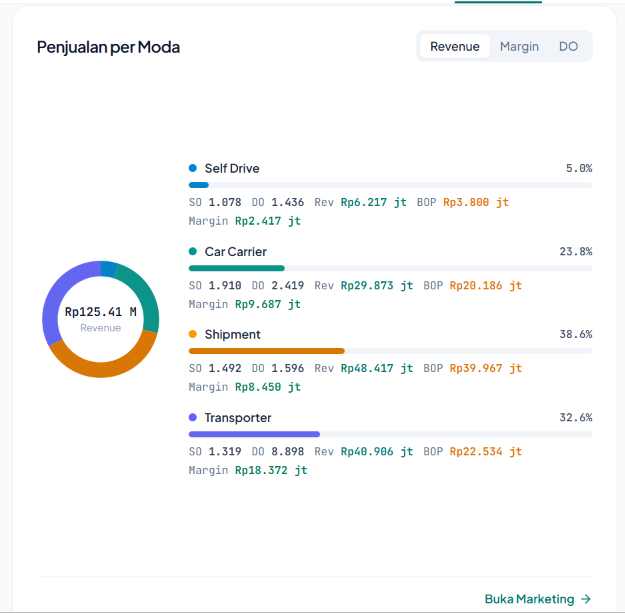 Penjualan per Moda
Revenue Margin DO
Self Drive 5.0%
SO 1.078 DO 1.436 Rev Rp6.217 jt BOP Rp3.800 jt
Margin Rp2.417 jt
Car Carrier 23.8%
SO 1.910 DO 2.419 Rev Rp29.873 jt BOP Rp20.186 jt
Margin Rp9.687 jt
Rp125.41 M
Revenue
Shipment 38.6%
SO 1.492 DO 1.596 Rev Rp48.417 jt BOP Rp39.967 jt
Margin Rp8.450 jt
Transporter 32.6%
SO 1.319 DO 8.898 Rev Rp40.906 jt BOP Rp22.534 jt
Margin Rp18.372 jt
Buka Marketing →